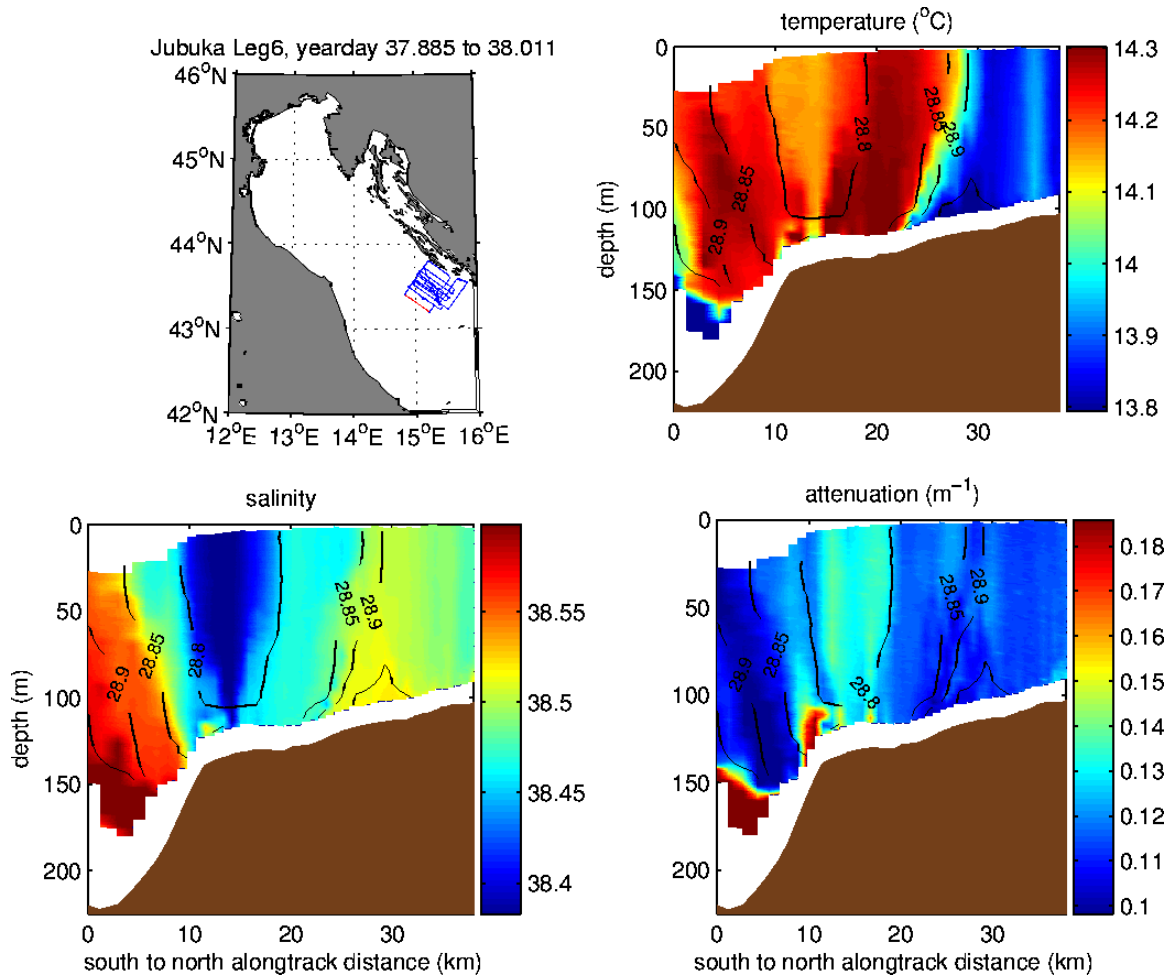 Jubuka Leg6, yearday 37.885 to 38.011
46°N
45°N
44°N
43°N
42°N
12°E 13°E 14°E 15°E 16°E
temperature (°C)
0
50
100
150
200
depth (m)
0 10 20 30
28.9
28.85
28.8
28.85
28.9
14.3
14.2
14.1
14
13.9
13.8
salinity
0
50
100
150
200
depth (m)
0 10 20 30
south to north alongtrack distance (km)
28.9
28.85
28.8
28.85
28.9
38.55
38.5
38.45
38.4
attenuation (m⁻¹)
0
50
100
150
200
0 10 20 30
south to north alongtrack distance (km)
28.9
28.85
28.8
28.85
28.9
0.18
0.17
0.16
0.15
0.14
0.13
0.12
0.11
0.1